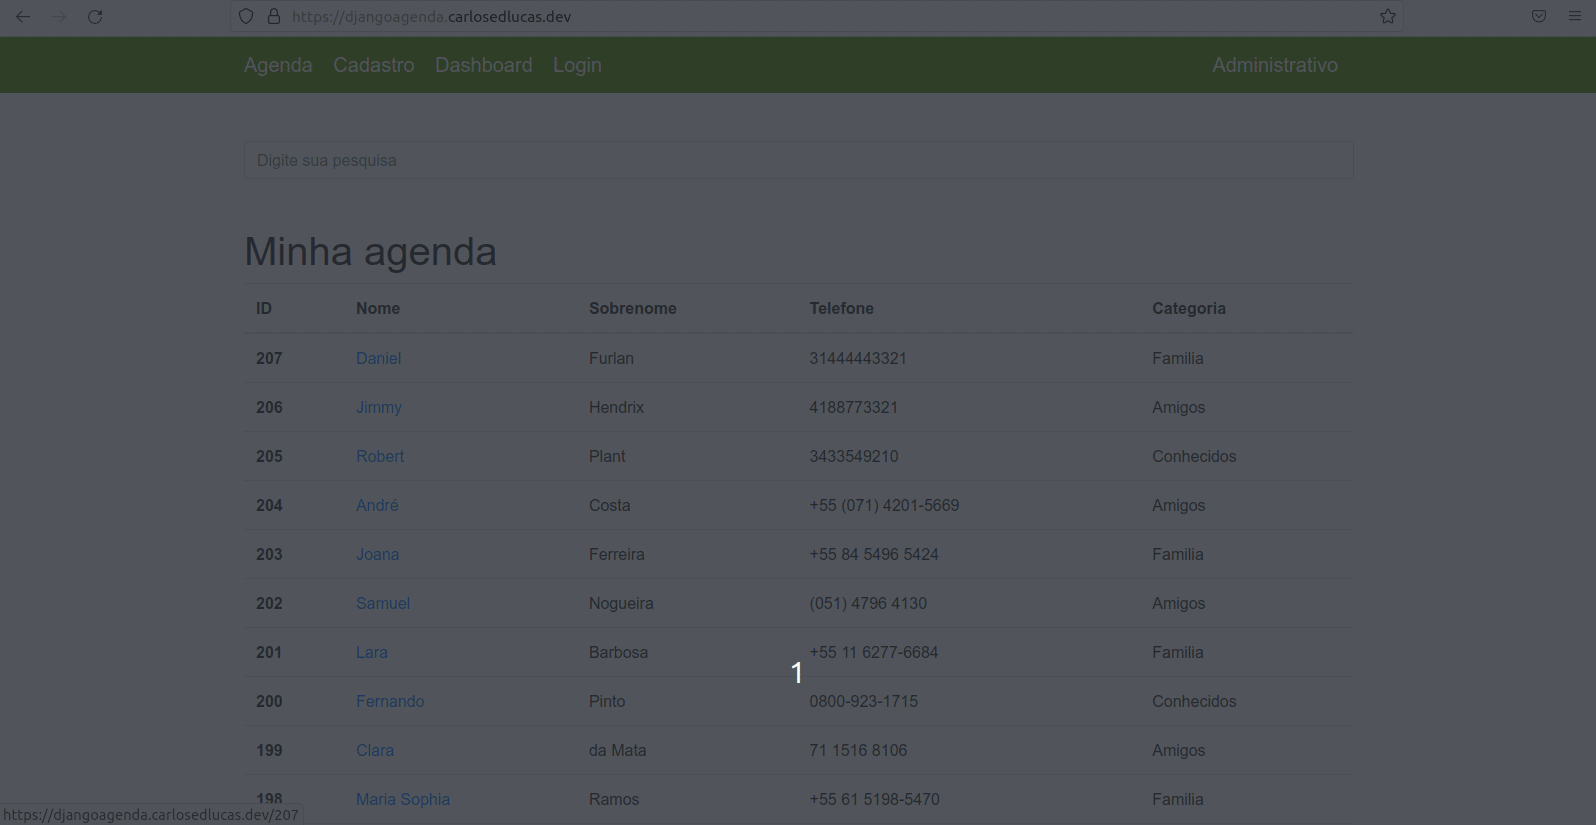 https://djangoagenda.carlosedlucas.dev
Agenda Cadastro Dashboard Login Administrativo
Digite sua pesquisa
Minha agenda
ID Nome Sobrenome Telefone Categoria
207 Daniel Furlan 31444443321 Familia
206 Jimmy Hendrix 4188773321 Amigos
205 Robert Plant 3433549210 Conhecidos
204 André Costa +55 (071) 4201-5669 Amigos
203 Joana Ferreira +55 84 5496 5424 Familia
202 Samuel Nogueira (051) 4796 4130 Amigos
201 Lara Barbosa +55 11 6277-6684 Familia
1
200 Fernando Pinto 0800-923-1715 Conhecidos
199 Clara da Mata 71 1516 8106 Amigos
198 Maria Sophia Ramos +55 61 5198-5470 Familia
https://djangoagenda.carlosedlucas.dev/207